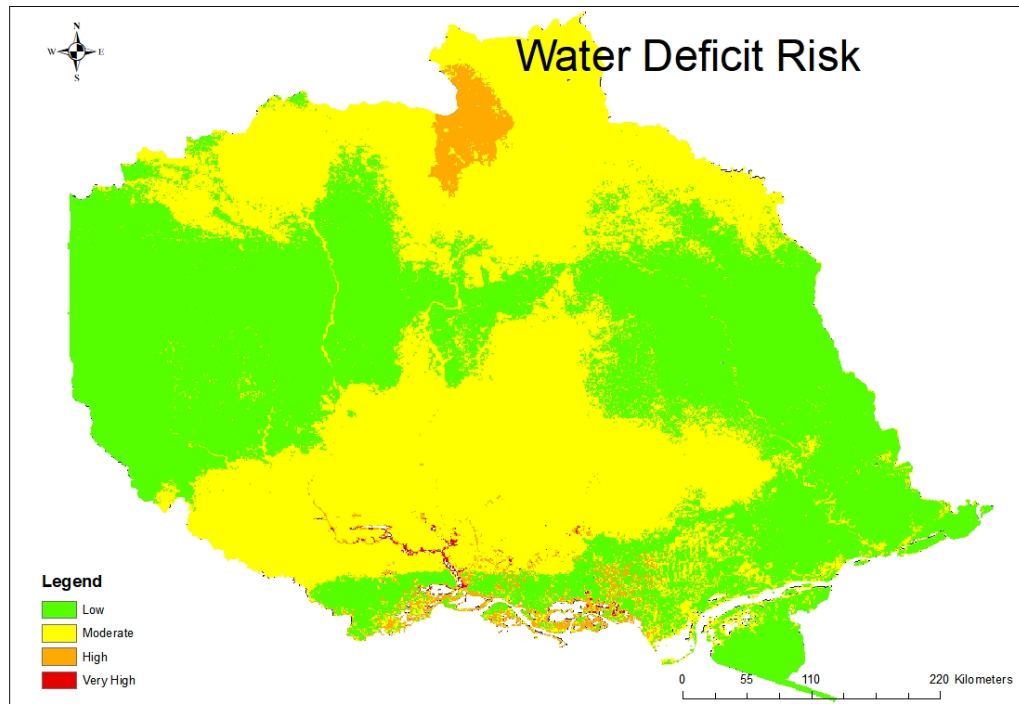 N
W E
S
Water Deficit Risk
Legend
Low
Moderate
High
Very High
0 55 110 220 Kilometers